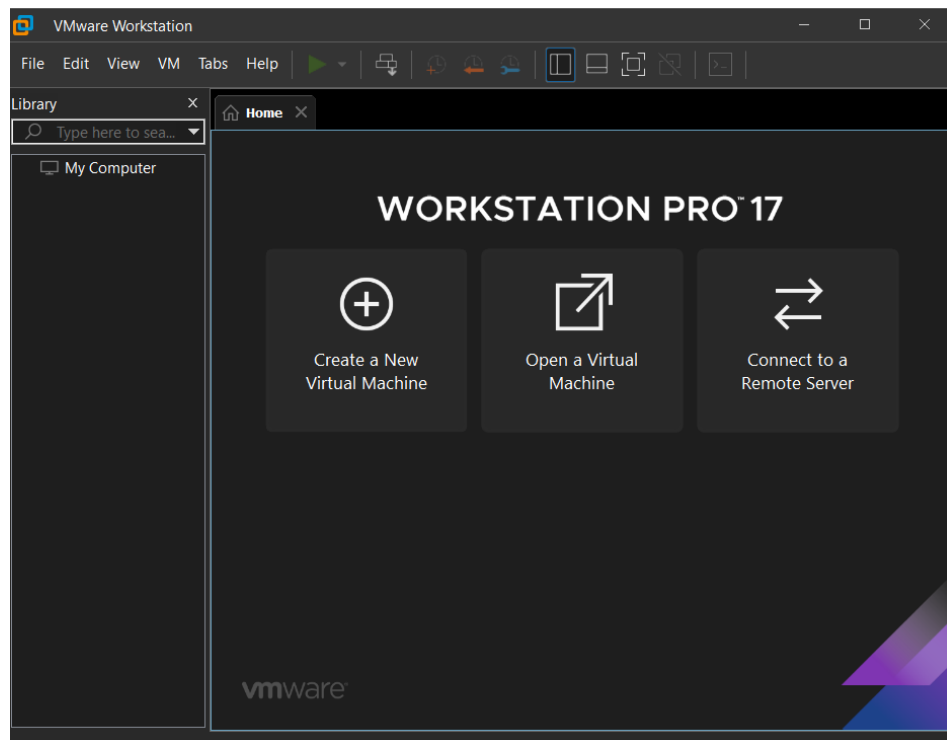 VMware Workstation
File Edit View VM Tabs Help
Library X
Type here to sea...
My Computer
Home
WORKSTATION PRO™ 17
Create a New
Virtual Machine
Open a Virtual
Machine
Connect to a
Remote Server
vmware®